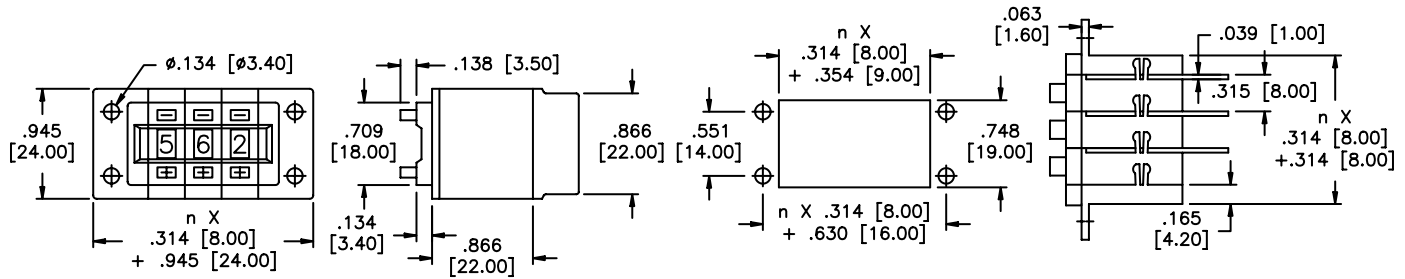 ø.134 [ø3.40]
.945
[24.00]
5 6 2
n X
.314 [8.00]
+ .945 [24.00]
.138 [3.50]
.709
[18.00]
.866
[22.00]
.134
[3.40]
.866
[22.00]
n X
.314 [8.00]
+ .354 [9.00]
.551
[14.00]
.748
[19.00]
n X .314 [8.00]
+ .630 [16.00]
.063
[1.60]
.039 [1.00]
.315 [8.00]
n X
.314 [8.00]
+.314 [8.00]
.165
[4.20]